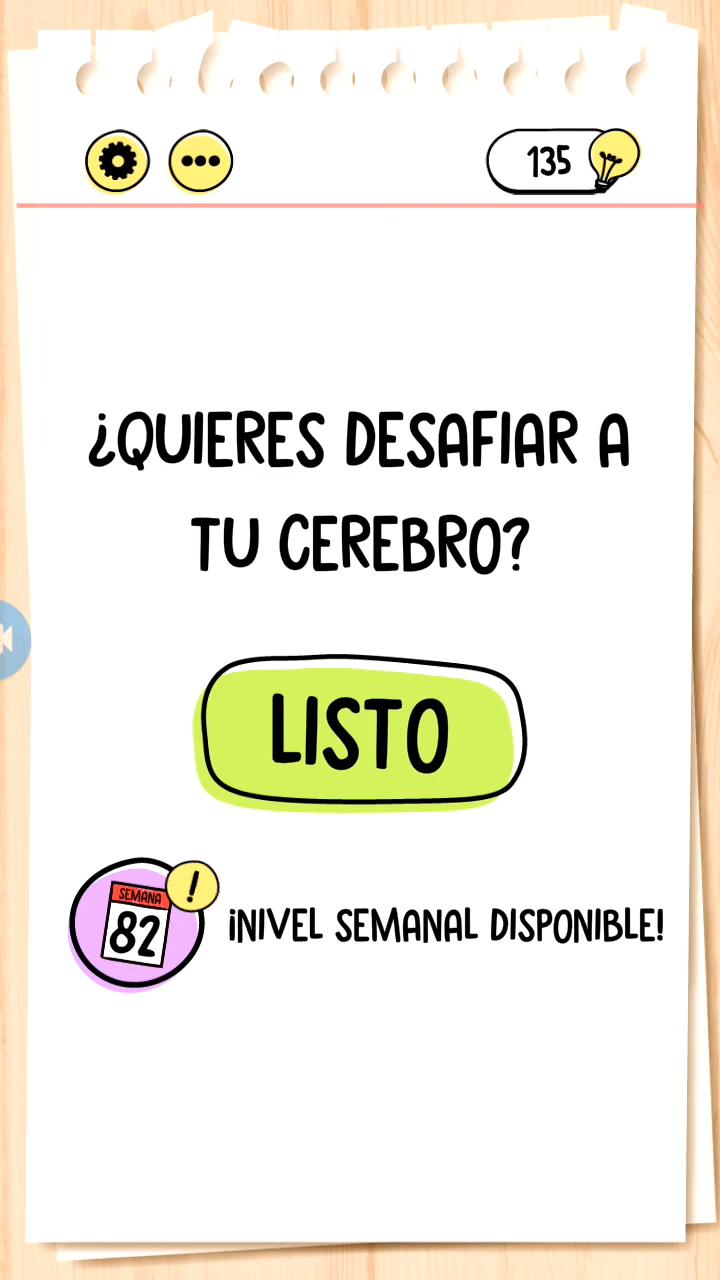 135
¿QUIERES DESAFIAR A
TU CEREBRO?
LISTO
SEMANA
82
!
¡NIVEL SEMANAL DISPONIBLE!